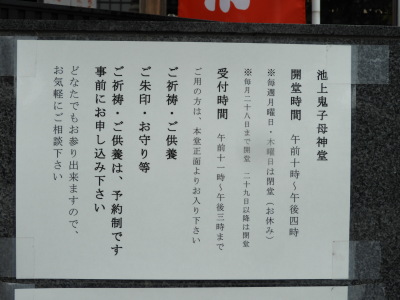 池上鬼子母神堂
開堂時間　午前十時～午後四時
※毎週月曜日・木曜日は閉堂（お休み）
※毎月二十八日まで開堂　二十九日以降は閉堂
受付時間　午前十一時～午後三時まで
ご用の方は、本堂正面よりお入り下さい
ご祈祷・ご供養
ご朱印・お守り等
ご祈祷・ご供養は、予約制です
事前にお申し込み下さい
どなたでもお参り出来ますので、
お気軽にご相談下さい